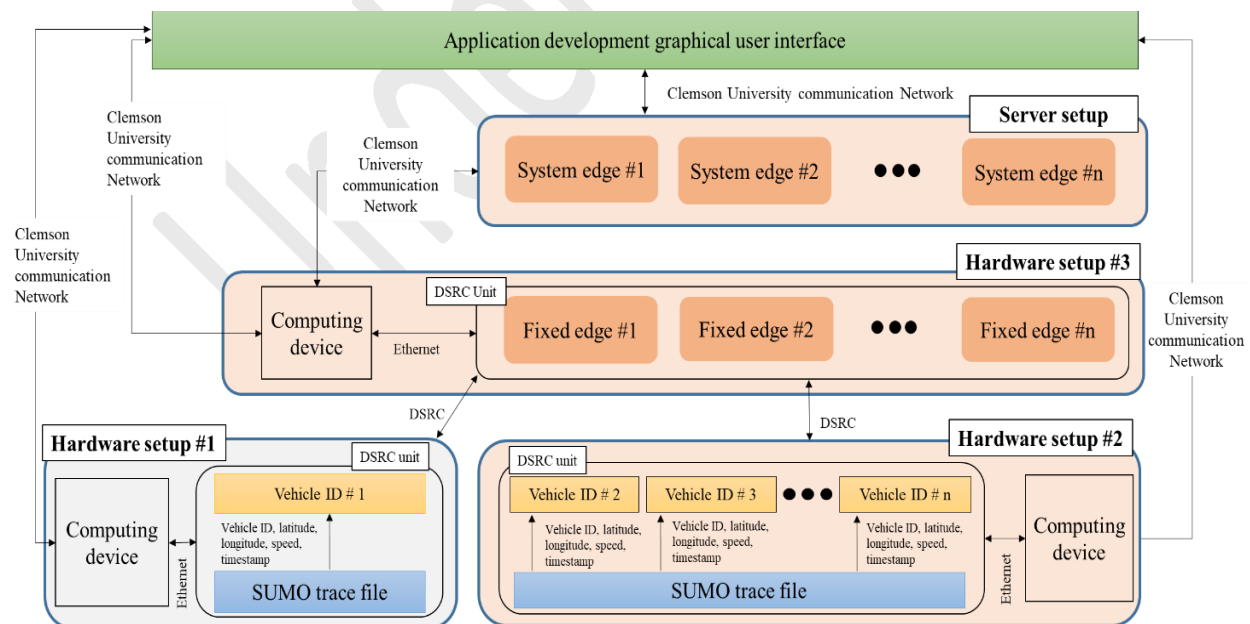 Application development graphical user interface
Clemson University communication Network
Server setup
System edge #1
System edge #2
System edge #n
Clemson
University
communication
Network
Clemson
University
communication
Network
Clemson
University
communication
Network
Hardware setup #3
DSRC Unit
Computing
device
Ethernet
Fixed edge #1
Fixed edge #2
Fixed edge #n
Clemson
University
communication
Network
DSRC
DSRC
Hardware setup #1
DSRC unit
Computing
device
Ethernet
Vehicle ID # 1
Vehicle ID, latitude,
longitude, speed,
timestamp
SUMO trace file
Hardware setup #2
DSRC unit
Vehicle ID # 2
Vehicle ID # 3
Vehicle ID # n
Vehicle ID, latitude,
longitude, speed,
timestamp
Vehicle ID, latitude,
longitude, speed,
timestamp
Vehicle ID, latitude,
longitude, speed,
timestamp
SUMO trace file
Ethernet
Computing
device